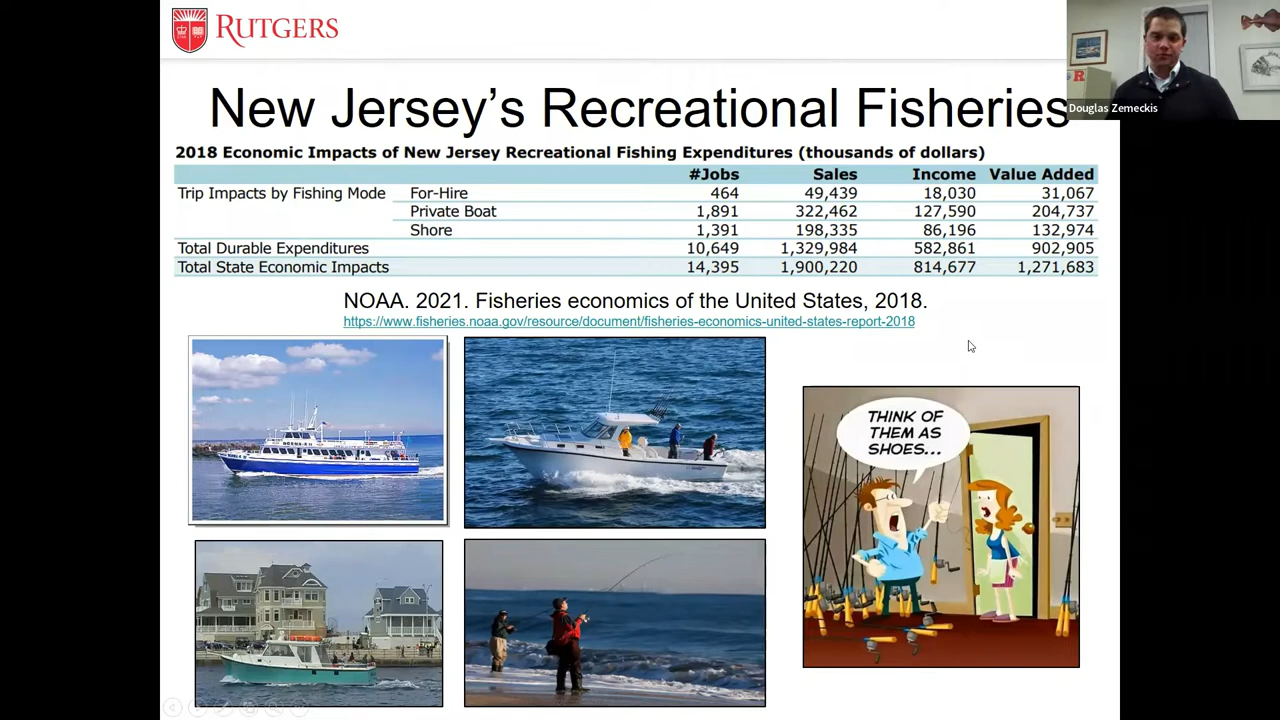 RUTGERS
Douglas Zemeckis
New Jersey's Recreational Fisheries
2018 Economic Impacts of New Jersey Recreational Fishing Expenditures (thousands of dollars)
#Jobs Sales Income Value Added
Trip Impacts by Fishing Mode For-Hire 464 49,439 18,030 31,067
Private Boat 1,891 322,462 127,590 204,737
Shore 1,391 198,335 86,196 132,974
Total Durable Expenditures 10,649 1,329,984 582,861 902,905
Total State Economic Impacts 14,395 1,900,220 814,677 1,271,683
NOAA. 2021. Fisheries economics of the United States, 2018.
https://www.fisheries.noaa.gov/resource/document/fisheries-economics-united-states-report-2018
THINK OF
THEM AS
SHOES...
R